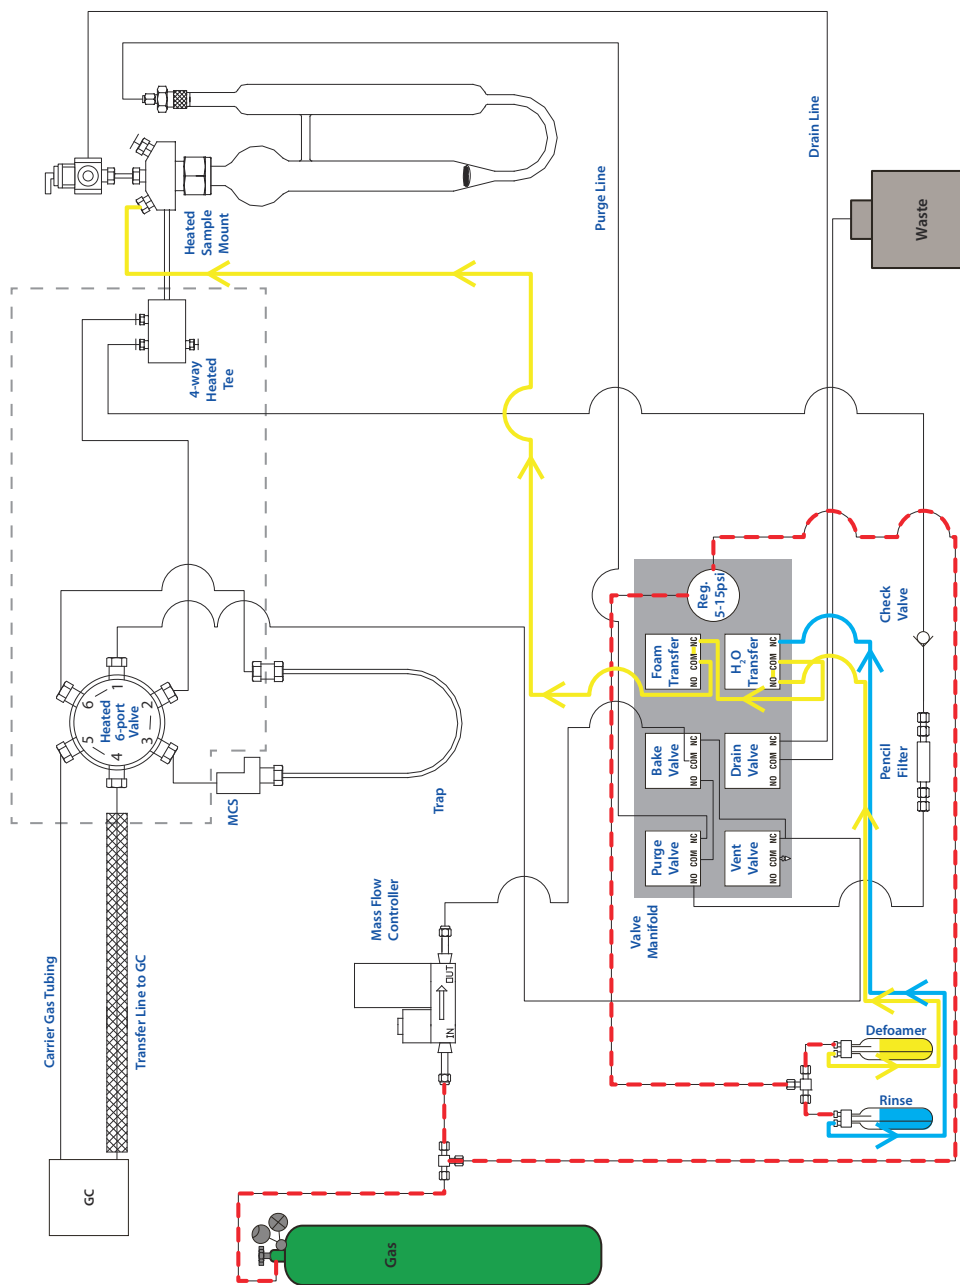 Drain Line
Purge Line
Heated
Sample
Mount
Waste
4-way
Heated
Tee
Check
Valve
Reg.
5-15psi
Foam
Transfer
NO COM NC
H₂O
Transfer
NO COM NC
Heated
6-port
Valve
1
2
3
4
5
6
Bake
Valve
NO COM NC
Drain
Valve
NO COM NC
Pencil
Filter
MCS
Trap
Purge
Valve
NO COM NC
Vent
Valve
NO COM NC
Valve
Manifold
Mass Flow
Controller
IN
OUT
Carrier Gas Tubing
Transfer Line to GC
Defoamer
Rinse
GC
Gas